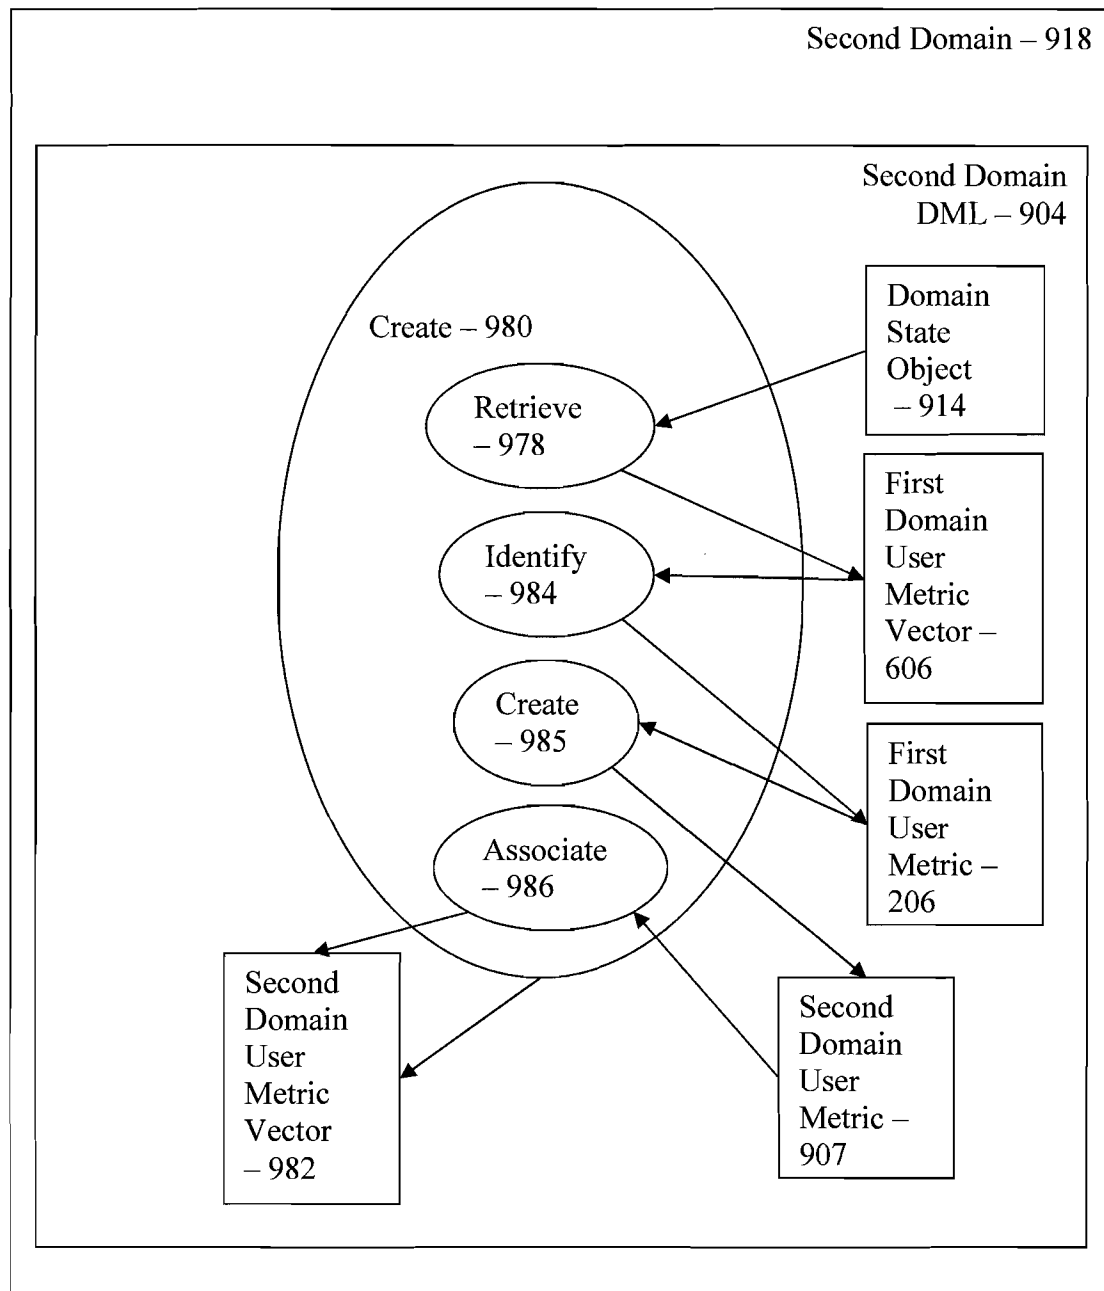 Second Domain – 918
Second Domain
DML – 904
Domain
State
Object
– 914
Create – 980
Retrieve
– 978
First
Domain
User
Metric
Vector –
606
Identify
– 984
Create
– 985
First
Domain
User
Metric –
206
Associate
– 986
Second
Domain
User
Metric
Vector
– 982
Second
Domain
User
Metric –
907